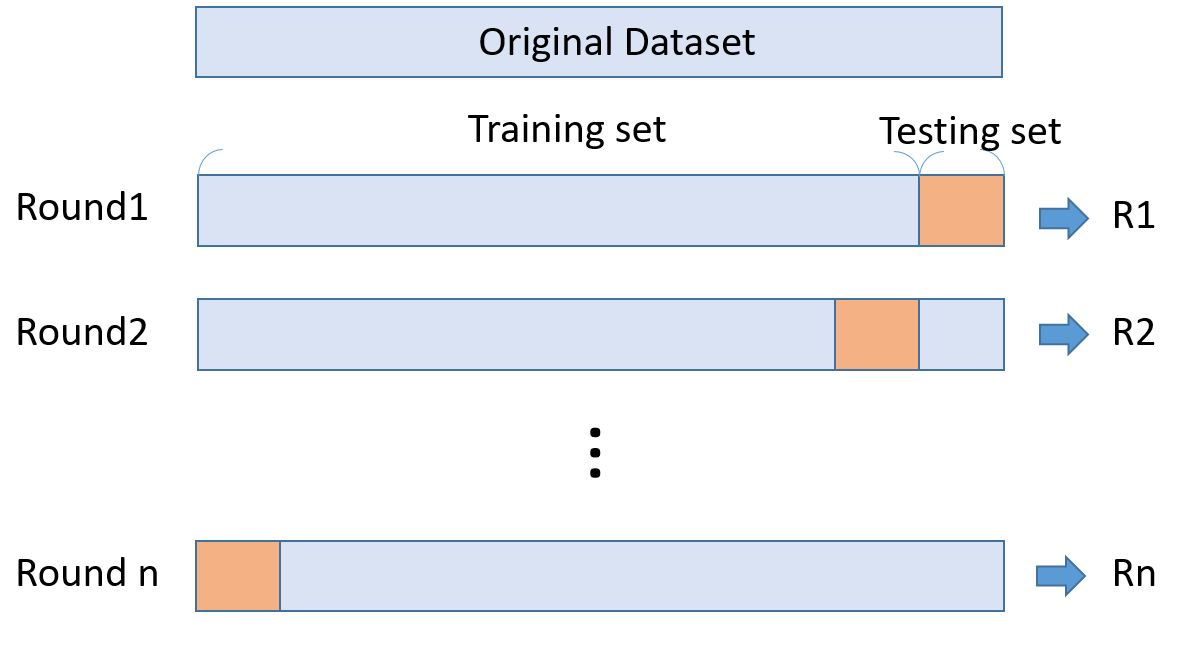 Original Dataset
Training set
Testing set
Round1
R1
Round2
R2
Round n
Rn